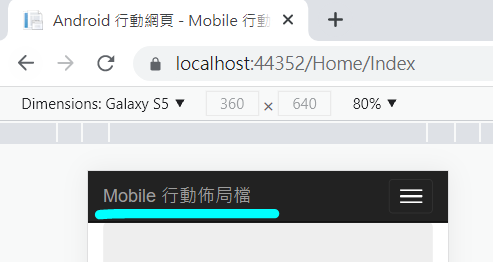 Android 行動網頁 - Mobile 行動
localhost:44352/Home/Index
Dimensions: Galaxy S5 ▼ 360 × 640 80% ▼
Mobile 行動佈局檔